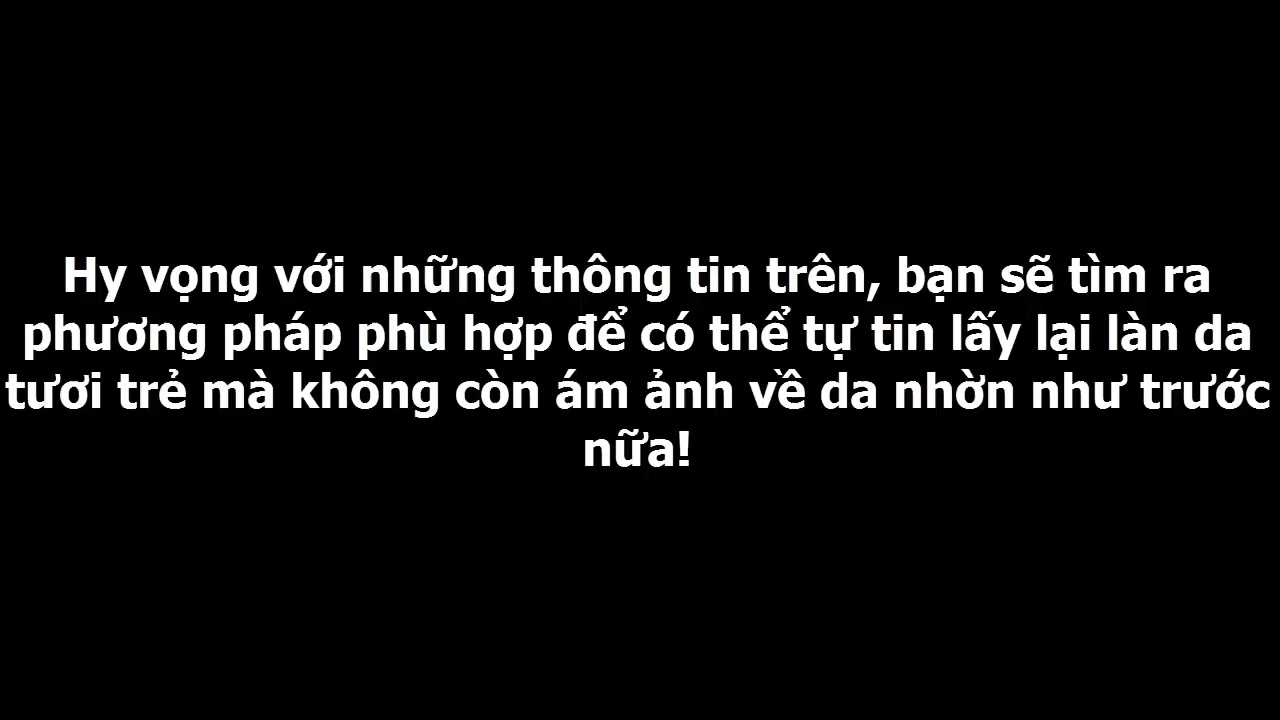 Hy vọng với những thông tin trên, bạn sẽ tìm ra
phương pháp phù hợp để có thể tự tin lấy lại làn da
tươi trẻ mà không còn ám ảnh về da nhờn như trước
nữa!